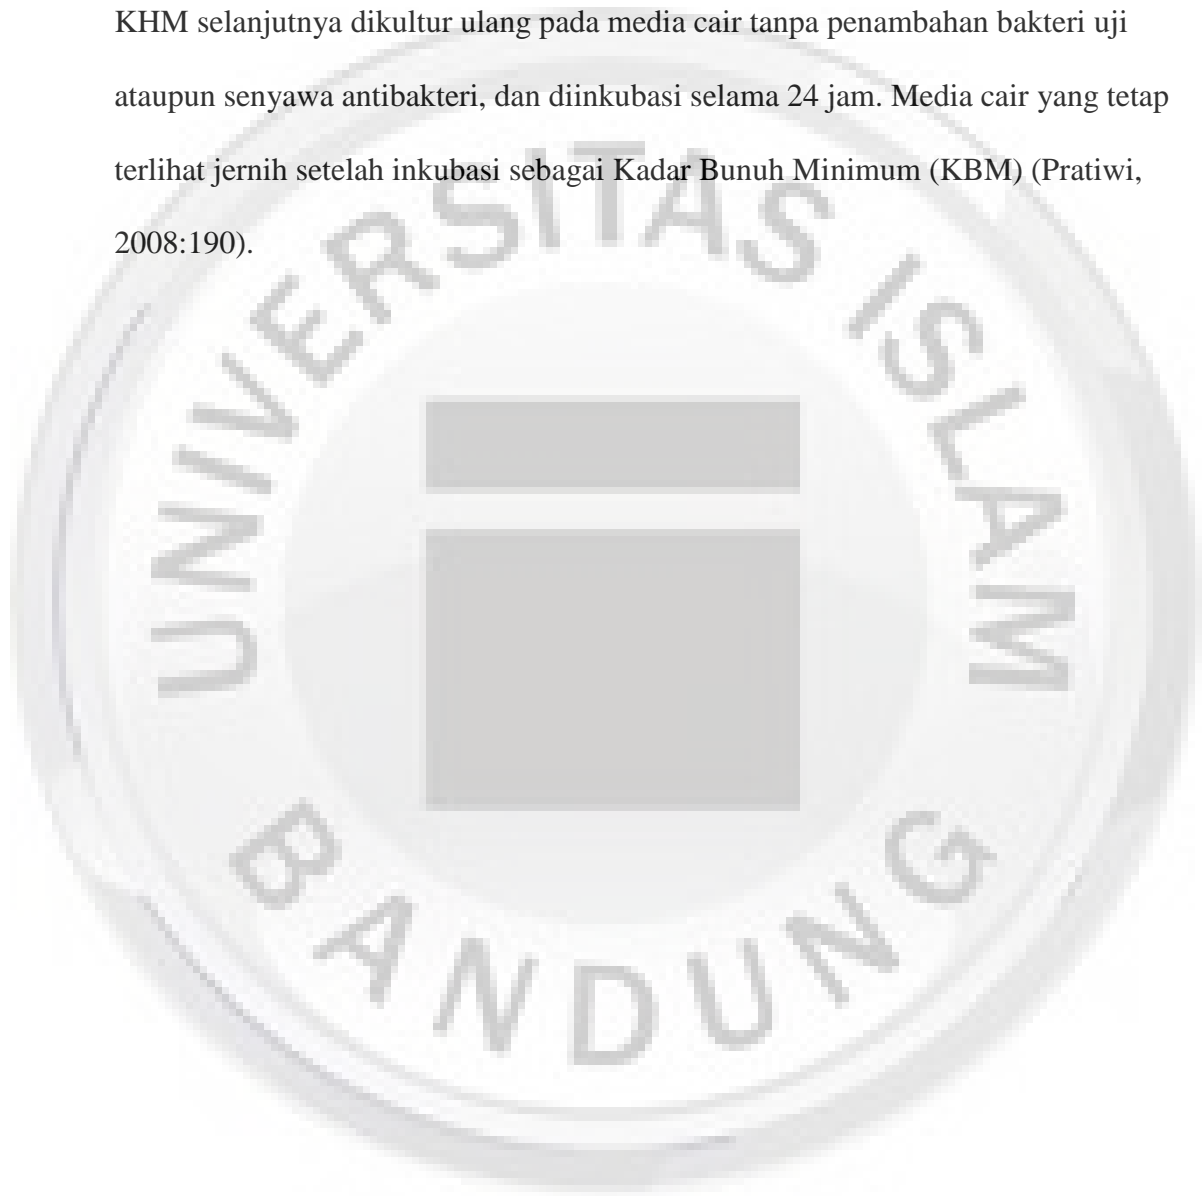 KHM selanjutnya dikultur ulang pada media cair tanpa penambahan bakteri uji
ataupun senyawa antibakteri, dan diinkubasi selama 24 jam. Media cair yang tetap
terlihat jernih setelah inkubasi sebagai Kadar Bunuh Minimum (KBM) (Pratiwi,
2008:190).
UNIVERSITAS ISLAM
BANDUNG